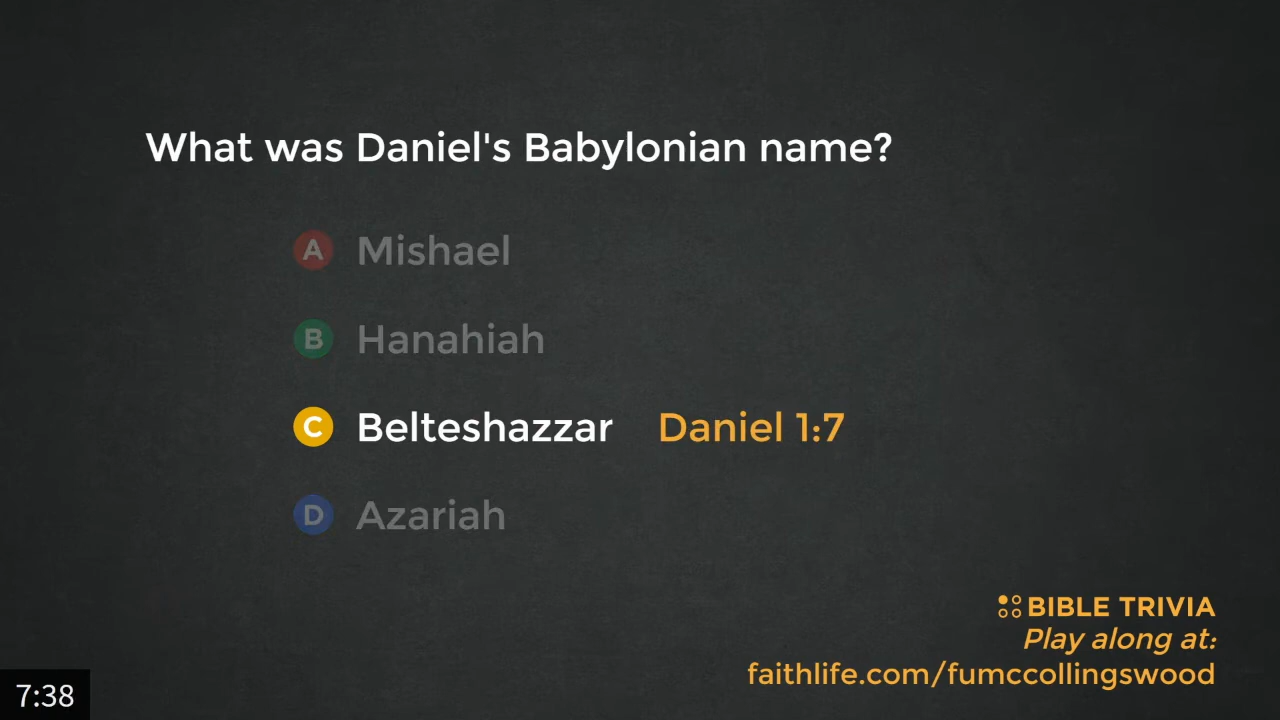 What was Daniel's Babylonian name?
A Mishael
B Hanahiah
C Belteshazzar Daniel 1:7
D Azariah
BIBLE TRIVIA
Play along at:
faithlife.com/fumccollingswood
7:38